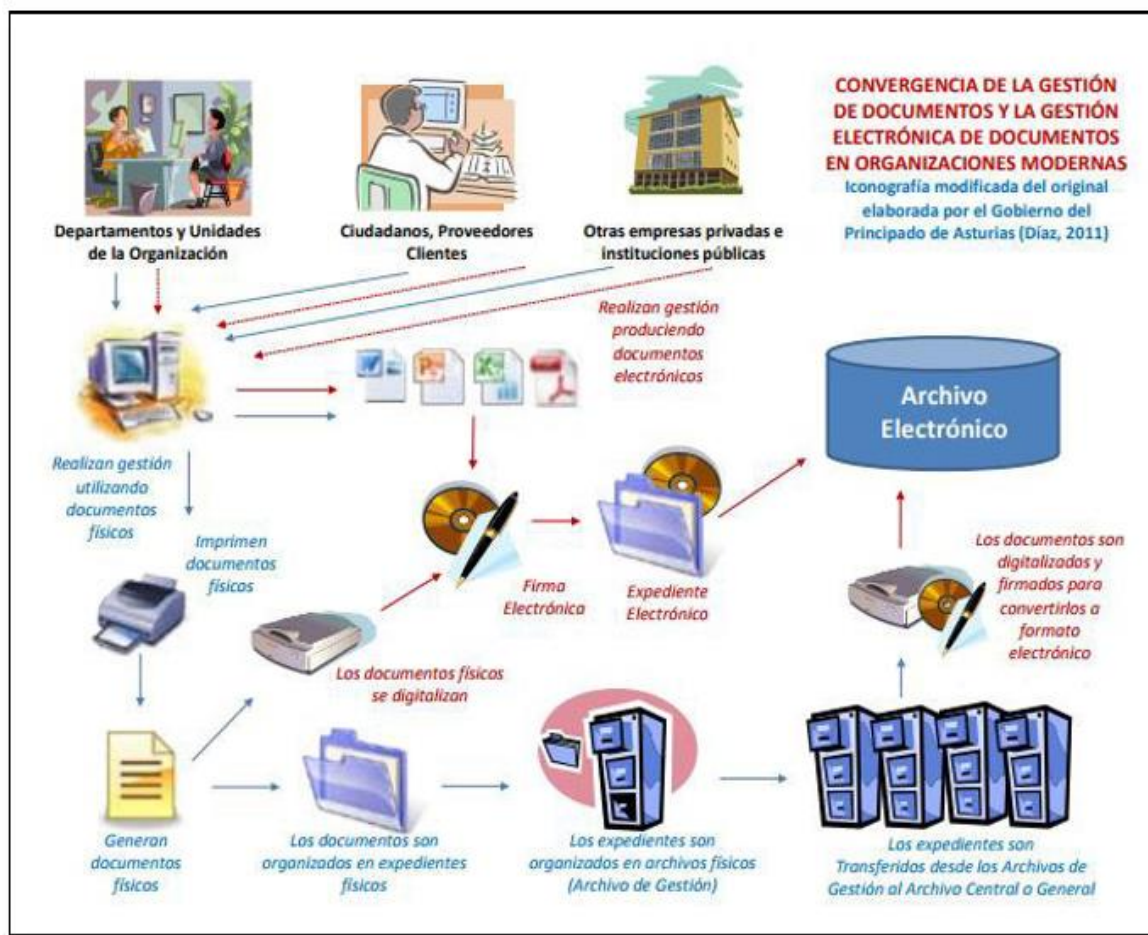 CONVERGENCIA DE LA GESTIÓN
DE DOCUMENTOS Y LA GESTIÓN
ELECTRÓNICA DE DOCUMENTOS
EN ORGANIZACIONES MODERNAS
Iconografía modificada del original
elaborada por el Gobierno del
Principado de Asturias (Díaz, 2011)
Departamentos y Unidades
de la Organización
Ciudadanos, Proveedores
Clientes
Otras empresas privadas e
instituciones públicas
Realizan gestión
produciendo
documentos
electrónicos
Archivo
Electrónico
Realizan gestión
utilizando
documentos
físicos
Imprimen
documentos
físicos
Firma
Electrónica
Expediente
Electrónico
Los documentos son
digitalizados y
firmados para
convertirlos a
formato
electrónico
Los documentos físicos
se digitalizan
Generan
documentos
físicos
Los documentos son
organizados en expedientes
físicos
Los expedientes son
organizados en archivos físicos
(Archivo de Gestión)
Los expedientes son
Transferidos desde los Archivos de
Gestión al Archivo Central o General